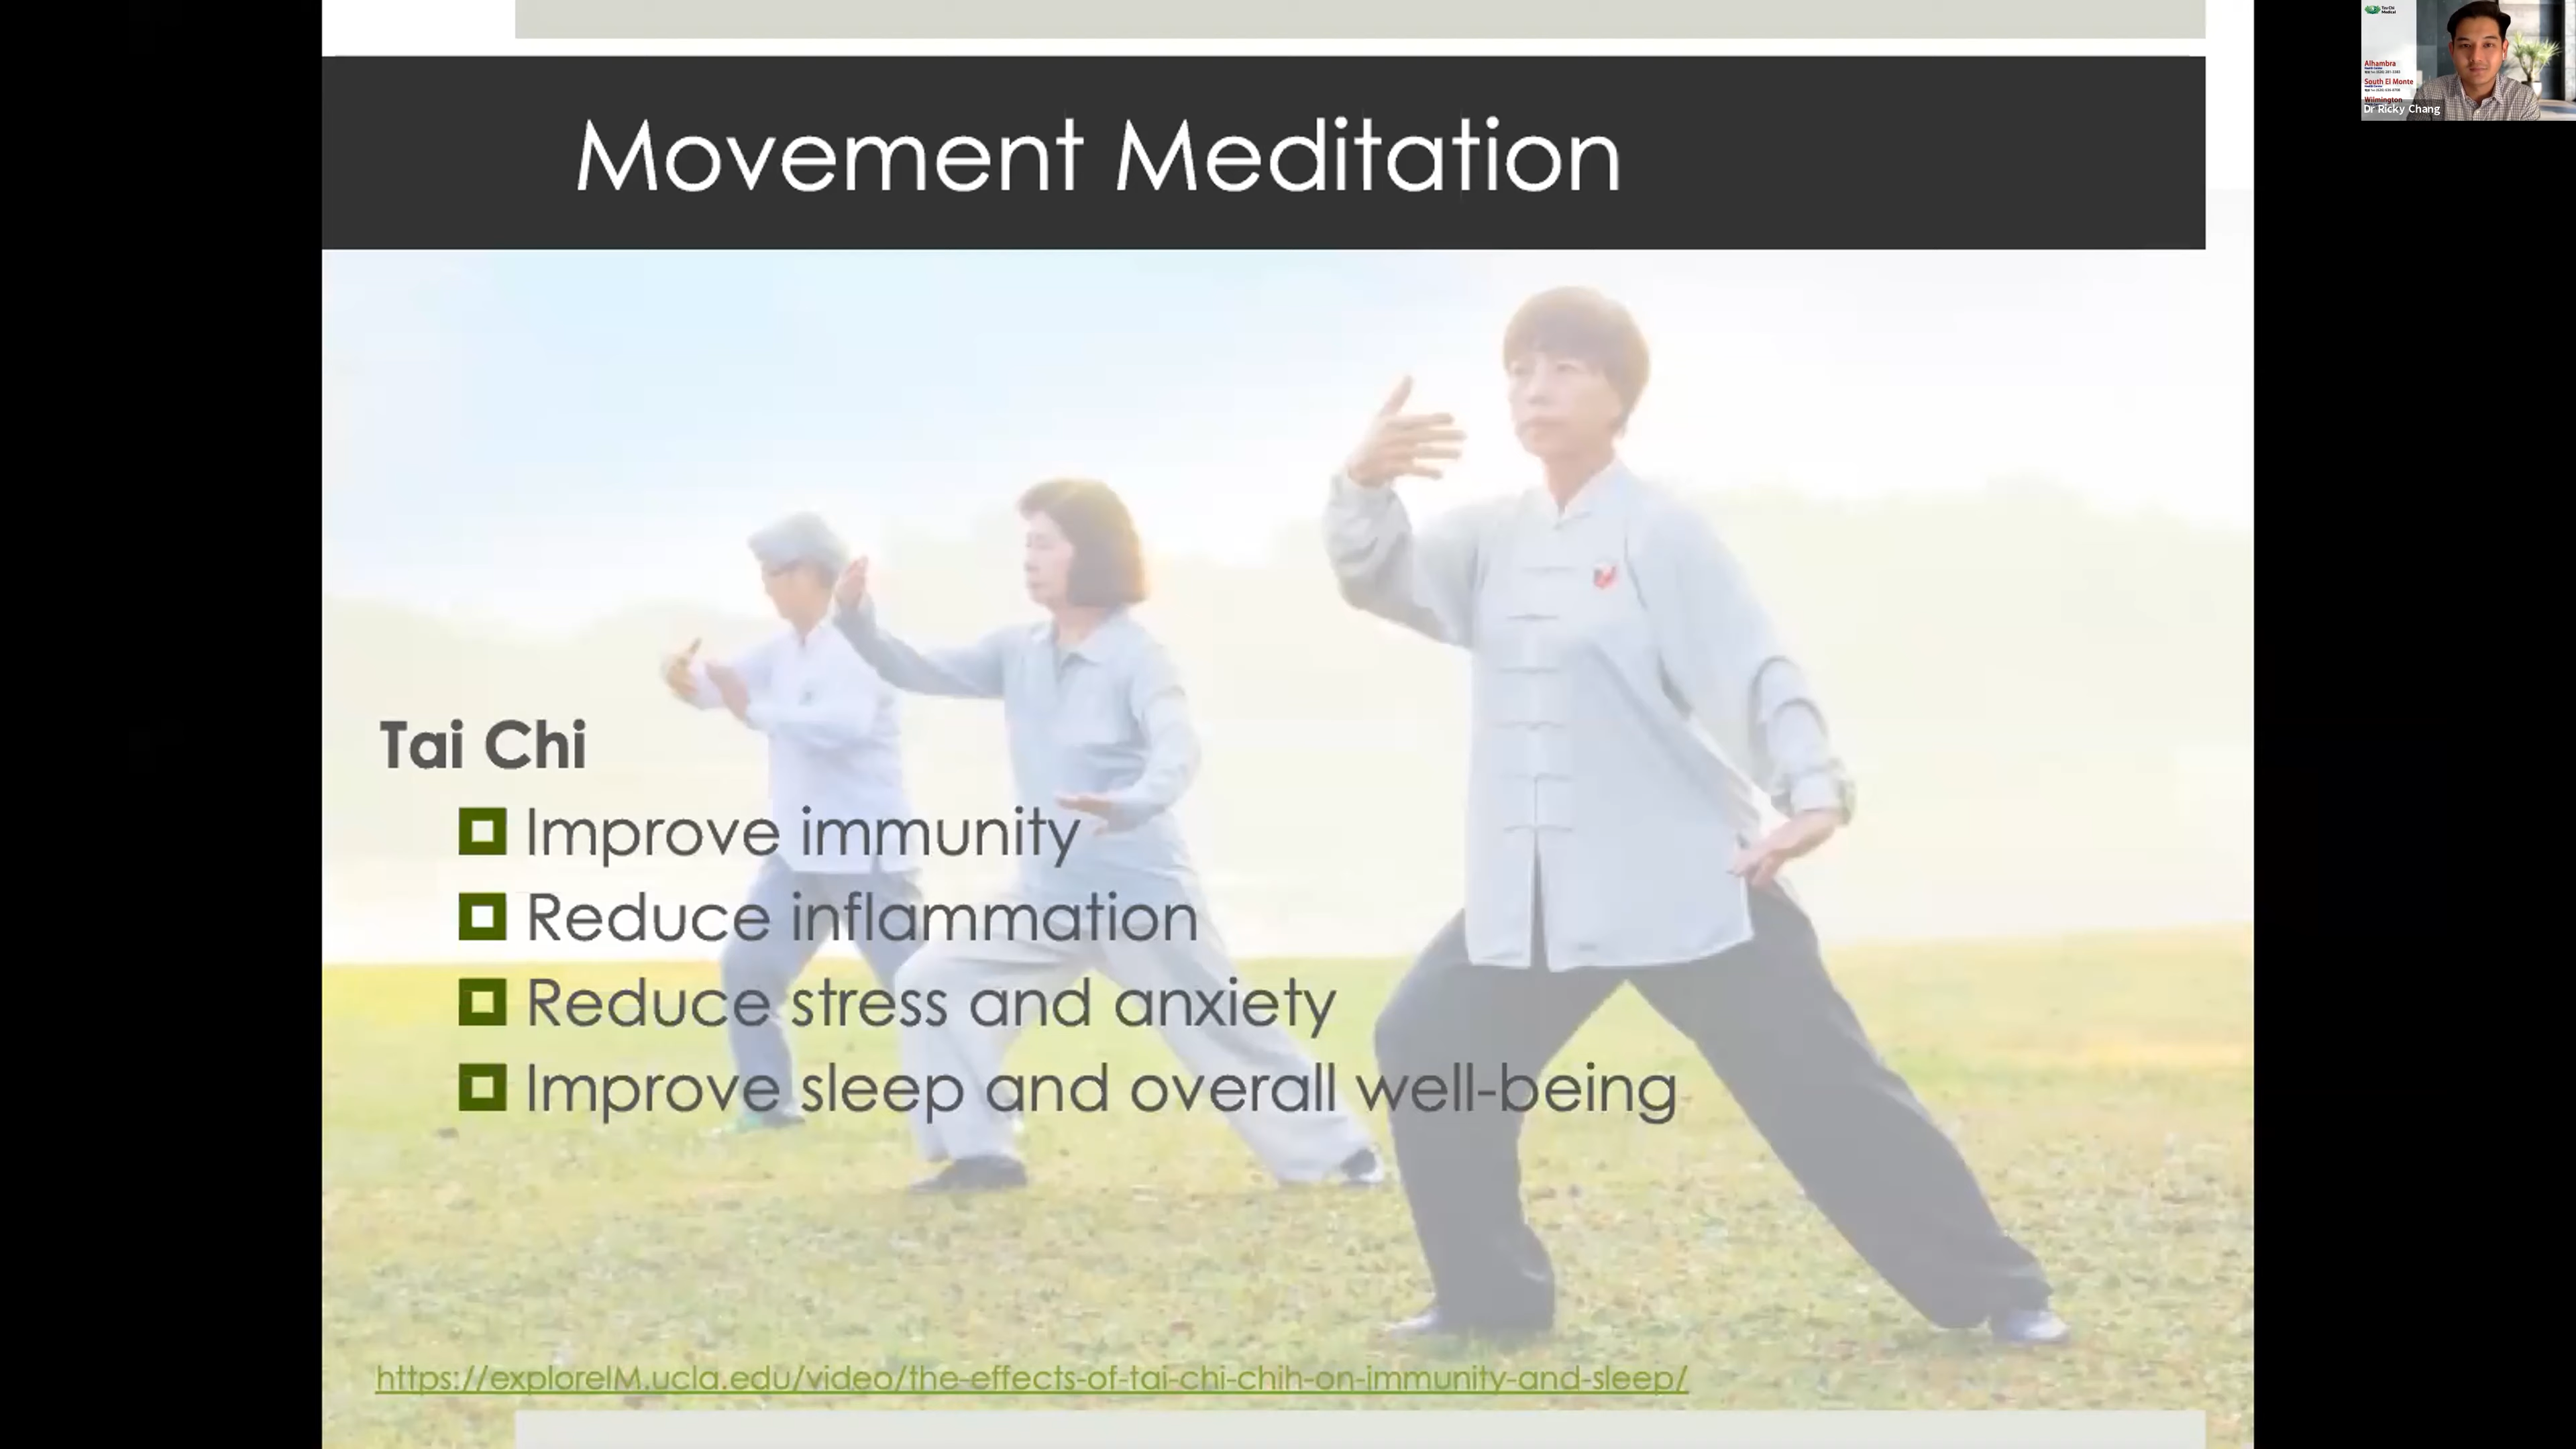 Movement Meditation
Tai Chi
Improve immunity
Reduce inflammation
Reduce stress and anxiety
Improve sleep and overall well-being
https://exploreIM.ucla.edu/video/the-effects-of-tai-chi-chih-on-immunity-and-sleep/
Alhambra
South El Monte
Wilmington
Dr Ricky Chang